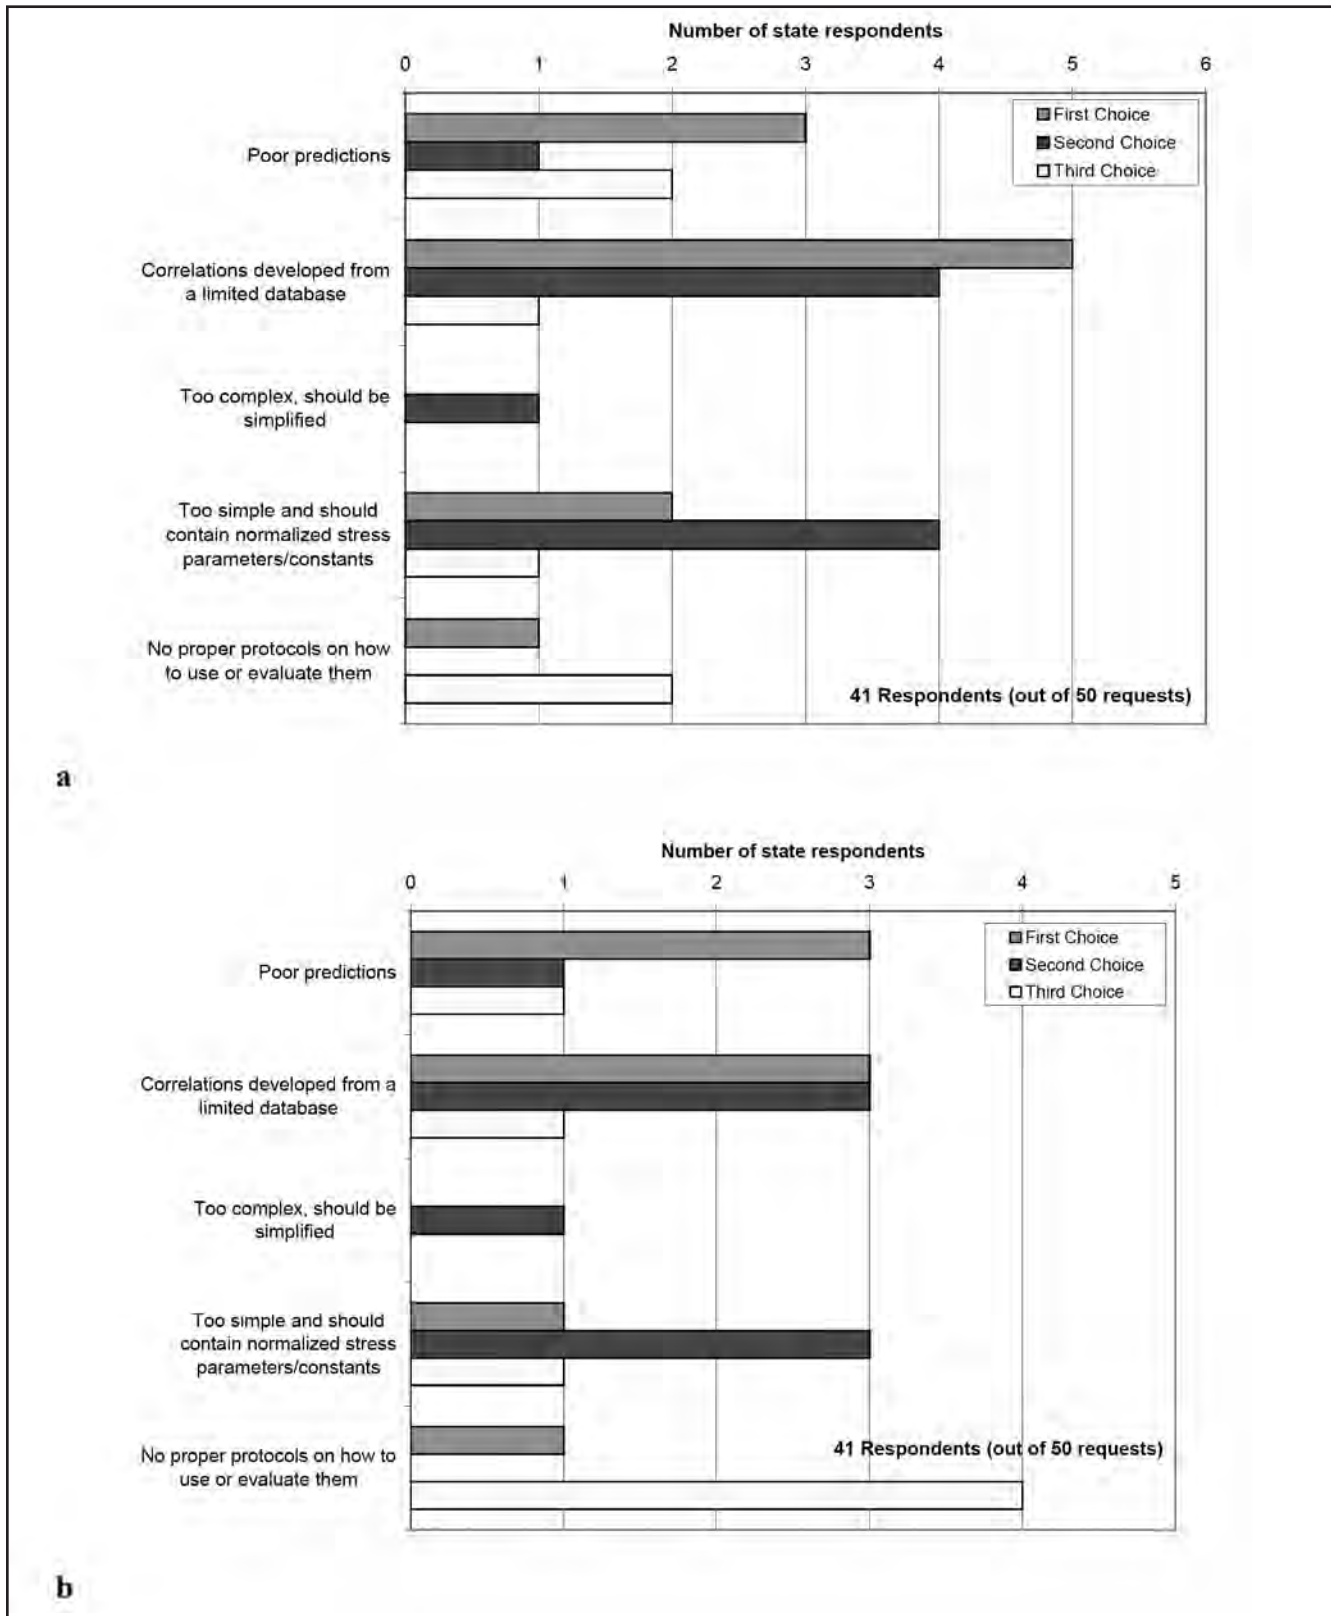 Number of state respondents
0 1 2 3 4 5 6
First Choice
Second Choice
Third Choice
Poor predictions
Correlations developed from
a limited database
Too complex, should be
simplified
Too simple and should
contain normalized stress
parameters/constants
No proper protocols on how
to use or evaluate them
41 Respondents (out of 50 requests)
a
Number of state respondents
0 1 2 3 4 5
First Choice
Second Choice
Third Choice
Poor predictions
Correlations developed from a
limited database
Too complex, should be
simplified
Too simple and should
contain normalized stress
parameters/constants
No proper protocols on how to
use or evaluate them
41 Respondents (out of 50 requests)
b